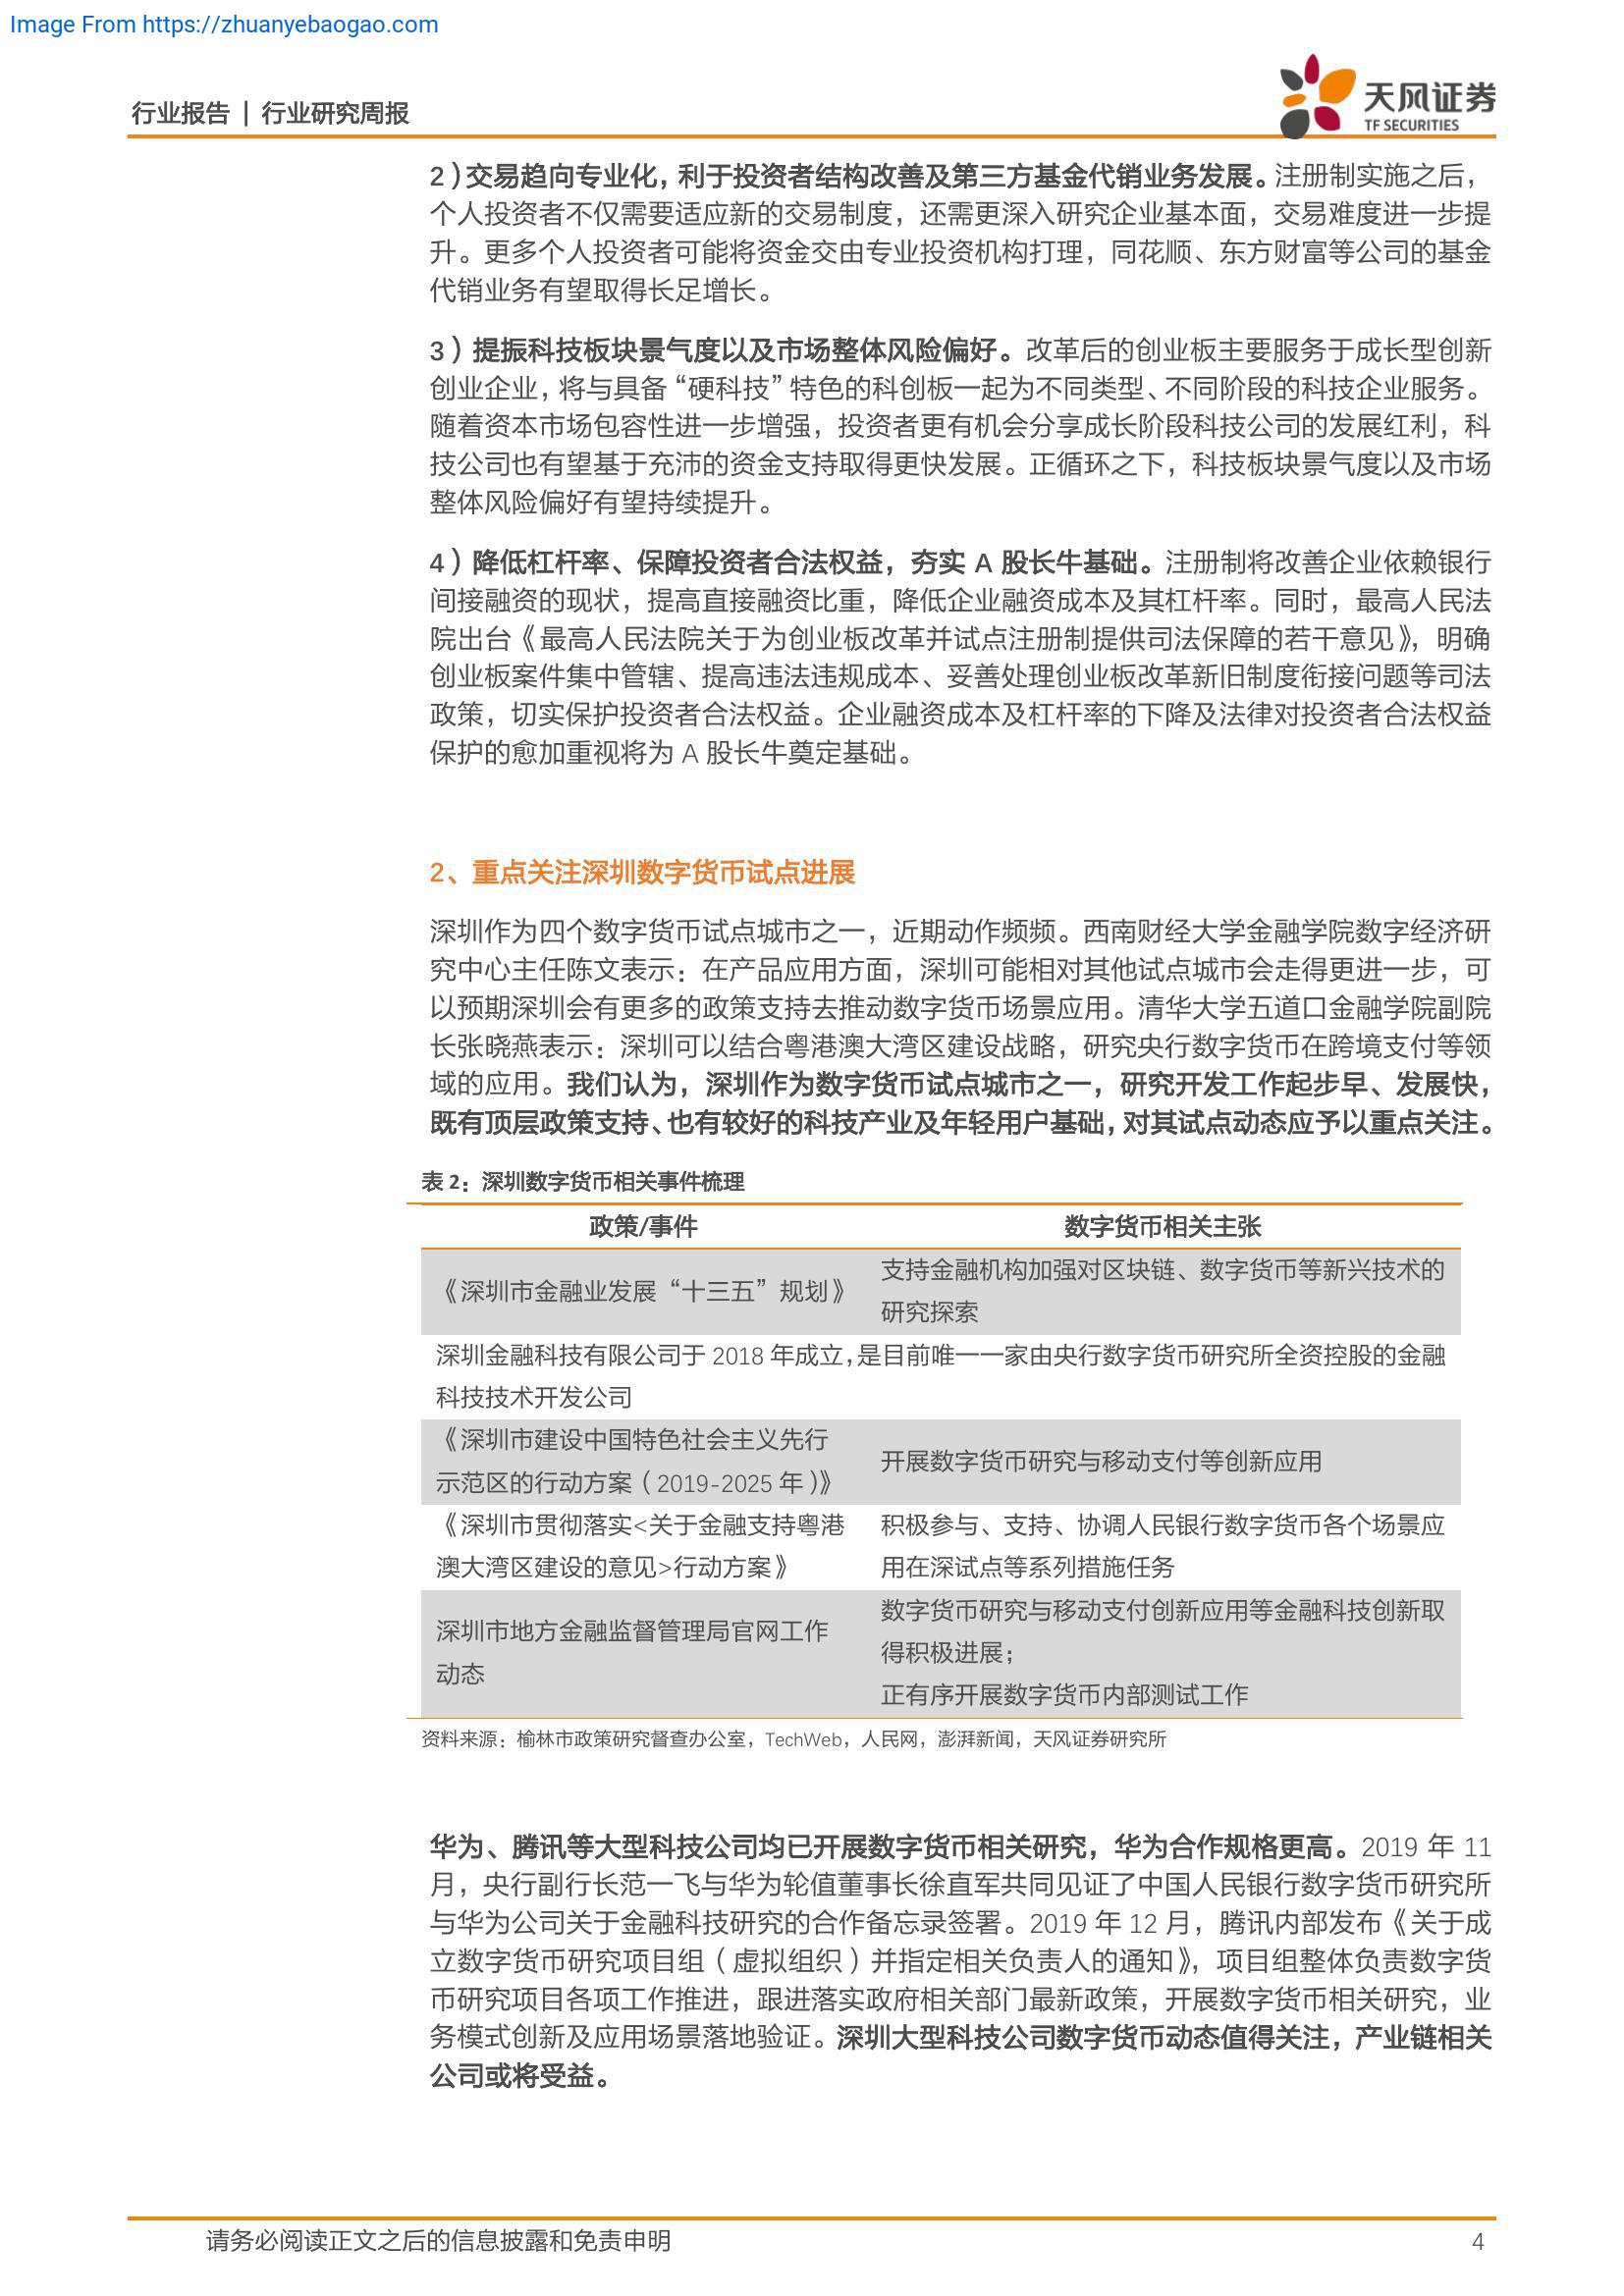 Image From https://zhuanyebaogao.com
行业报告 | 行业研究周报
天风证券
TF SECURITIES
2）交易趋向专业化，利于投资者结构改善及第三方基金代销业务发展。注册制实施之后，
个人投资者不仅需要适应新的交易制度，还需更深入研究企业基本面，交易难度进一步提
升。更多个人投资者可能将资金交由专业投资机构打理，同花顺、东方财富等公司的基金
代销业务有望取得长足增长。
3）提振科技板块景气度以及市场整体风险偏好。改革后的创业板主要服务于成长型创新
创业企业，将与具备“硬科技”特色的科创板一起为不同类型、不同阶段的科技企业服务。
随着资本市场包容性进一步增强，投资者更有机会分享成长阶段科技公司的发展红利，科
技公司也有望基于充沛的资金支持取得更快发展。正循环之下，科技板块景气度以及市场
整体风险偏好有望持续提升。
4）降低杠杆率、保障投资者合法权益，夯实 A 股长牛基础。注册制将改善企业依赖银行
间接融资的现状，提高直接融资比重，降低企业融资成本及其杠杆率。同时，最高人民法
院出台《最高人民法院关于为创业板改革并试点注册制提供司法保障的若干意见》，明确
创业板案件集中管辖、提高违法违规成本、妥善处理创业板改革新旧制度衔接问题等司法
政策，切实保护投资者合法权益。企业融资成本及杠杆率的下降及法律对投资者合法权益
保护的愈加重视将为 A 股长牛奠定基础。
2、重点关注深圳数字货币试点进展
深圳作为四个数字货币试点城市之一，近期动作频频。西南财经大学金融学院数字经济研
究中心主任陈文表示：在产品应用方面，深圳可能相对其他试点城市会走得更进一步，可
以预期深圳会有更多的政策支持去推动数字货币场景应用。清华大学五道口金融学院副院
长张晓燕表示：深圳可以结合粤港澳大湾区建设战略，研究央行数字货币在跨境支付等领
域的应用。我们认为，深圳作为数字货币试点城市之一，研究开发工作起步早、发展快，
既有顶层政策支持、也有较好的科技产业及年轻用户基础，对其试点动态应予以重点关注。
表 2：深圳数字货币相关事件梳理
政策/事件 数字货币相关主张
《深圳市金融业发展“十三五”规划》 支持金融机构加强对区块链、数字货币等新兴技术的
研究探索
深圳金融科技有限公司于 2018 年成立，是目前唯一一家由央行数字货币研究所全资控股的金融
科技技术开发公司
《深圳市建设中国特色社会主义先行
示范区的行动方案（2019-2025 年）》
开展数字货币研究与移动支付等创新应用
《深圳市贯彻落实<关于金融支持粤港
澳大湾区建设的意见>行动方案》
积极参与、支持、协调人民银行数字货币各个场景应
用在深试点等系列措施任务
深圳市地方金融监督管理局官网工作
动态
数字货币研究与移动支付创新应用等金融科技创新取
得积极进展；
正有序开展数字货币内部测试工作
资料来源：榆林市政策研究督查办公室，TechWeb，人民网，澎湃新闻，天风证券研究所
华为、腾讯等大型科技公司均已开展数字货币相关研究，华为合作规格更高。2019 年 11
月，央行副行长范一飞与华为轮值董事长徐直军共同见证了中国人民银行数字货币研究所
与华为公司关于金融科技研究的合作备忘录签署。2019 年 12 月，腾讯内部发布《关于成
立数字货币研究项目组（虚拟组织）并指定相关负责人的通知》，项目组整体负责数字货
币研究项目各项工作推进，跟进落实政府相关部门最新政策，开展数字货币相关研究，业
务模式创新及应用场景落地验证。深圳大型科技公司数字货币动态值得关注，产业链相关
公司或将受益。
请务必阅读正文之后的信息披露和免责申明
4